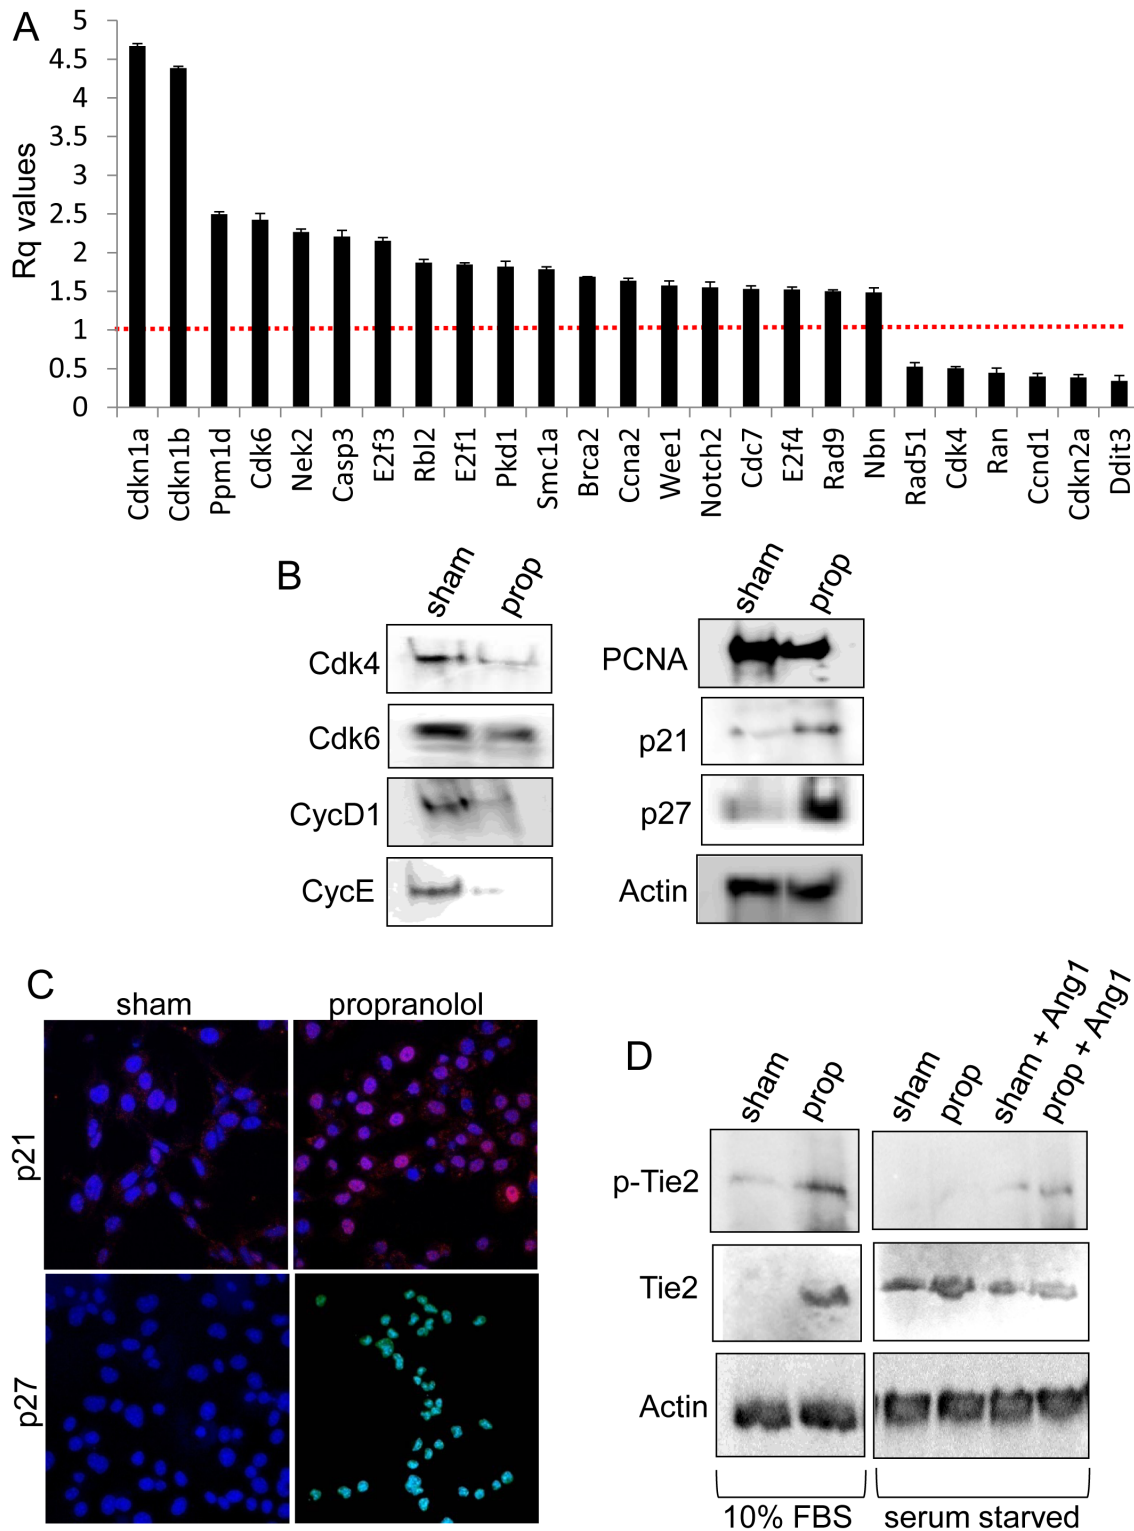 A
Rq values
5
4.5
4
3.5
3
2.5
2
1.5
1
0.5
0
Cdkn1a
Cdkn1b
Ppm1d
Cdk6
Nek2
Casp3
E2f3
Rbl2
E2f1
Pkd1
Smc1a
Brca2
Ccna2
Wee1
Notch2
Cdc7
E2f4
Rad9
Nbn
Rad51
Cdk4
Ran
Ccnd1
Cdkn2a
Ddit3
B
sham
prop
Cdk4
Cdk6
CycD1
CycE
sham
prop
PCNA
p21
p27
Actin
C
sham
propranolol
p21
p27
D
sham
prop
sham
prop
sham + Ang1
prop + Ang1
p-Tie2
Tie2
Actin
10% FBS
serum starved